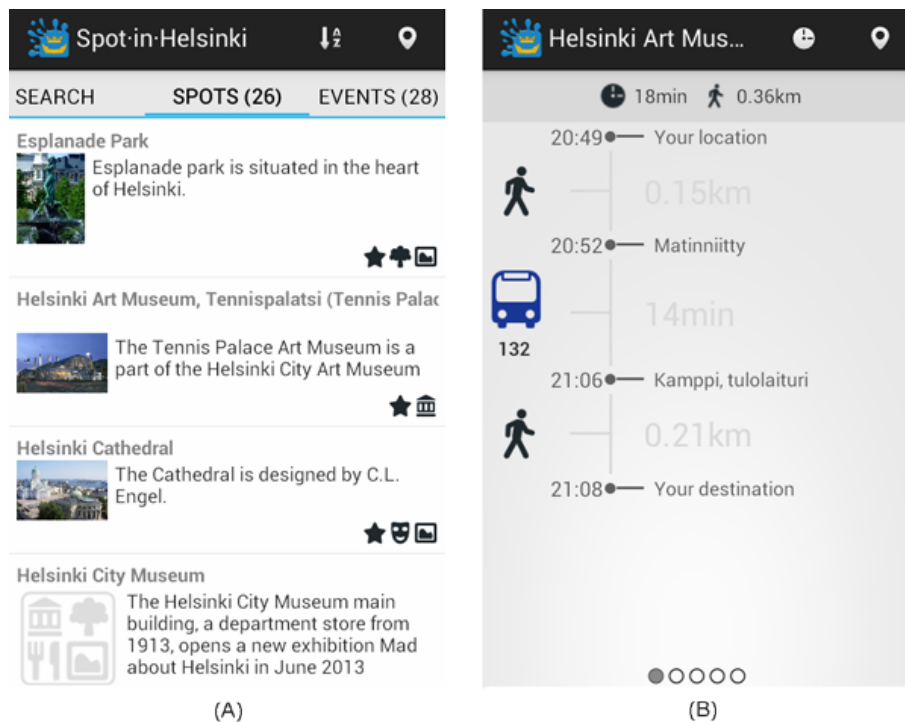 Spot·in·Helsinki
SEARCH SPOTS (26) EVENTS (28)
Esplanade Park
Esplanade park is situated in the heart
of Helsinki.
Helsinki Art Museum, Tennispalatsi (Tennis Palac
The Tennis Palace Art Museum is a
part of the Helsinki City Art Museum
Helsinki Cathedral
The Cathedral is designed by C.L.
Engel.
Helsinki City Museum
The Helsinki City Museum main
building, a department store from
1913, opens a new exhibition Mad
about Helsinki in June 2013
(A)
Helsinki Art Mus...
18min 0.36km
20:49 Your location
0.15km
20:52 Matinniitty
14min
132
21:06 Kamppi, tulolaituri
0.21km
21:08 Your destination
(B)